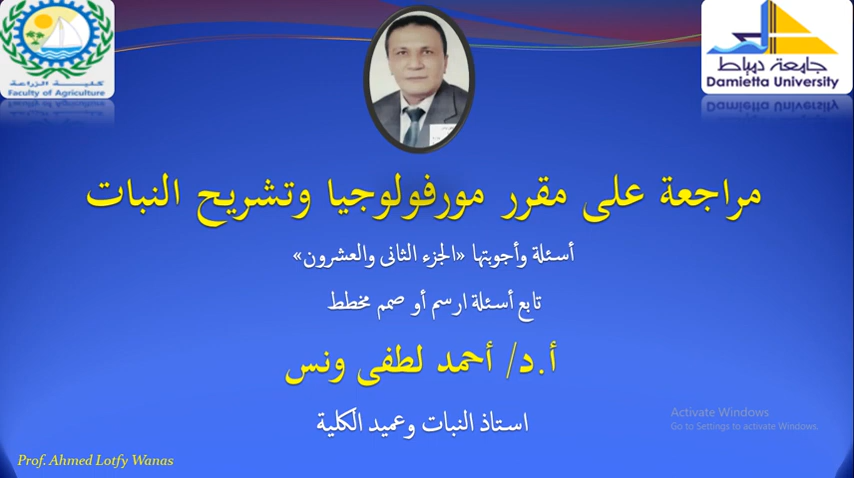 كلية الزراعة
Faculty of Agriculture
جامعة دمياط
Damietta University
مراجعة على مقرر مورفولوجيا وتشريح النبات
أسئلة وأجوبتها «الجزء الثانى والعشرون»
تابع أسئلة ارسم أو صمم مخطط
أ.د/ أحمد لطفى ونس
استاذ النبات وعميد الكلية
Activate Windows
Go to Settings to activate Windows.
Prof. Ahmed Lotfy Wanas